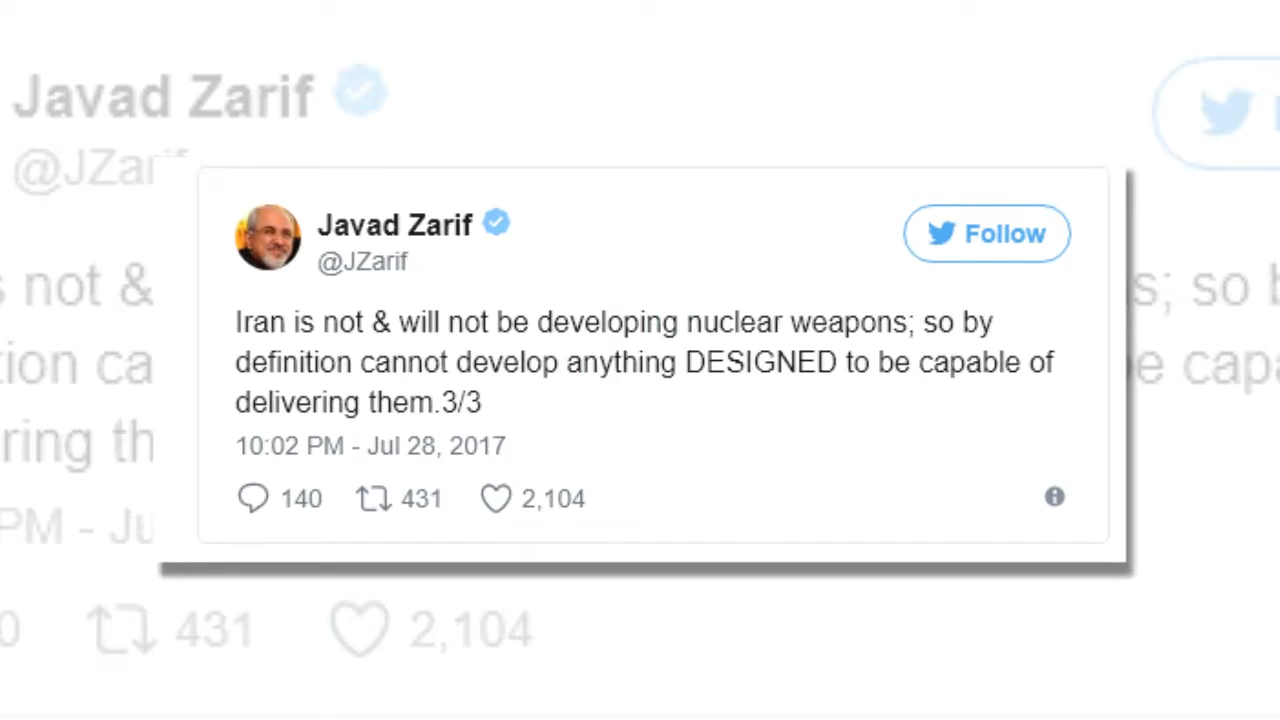 Javad Zarif
@JZarif
Follow
Iran is not & will not be developing nuclear weapons; so by
definition cannot develop anything DESIGNED to be capable of
delivering them.3/3
10:02 PM - Jul 28, 2017
140 431 2,104
Javad Zarif
not &
so
431 2,104